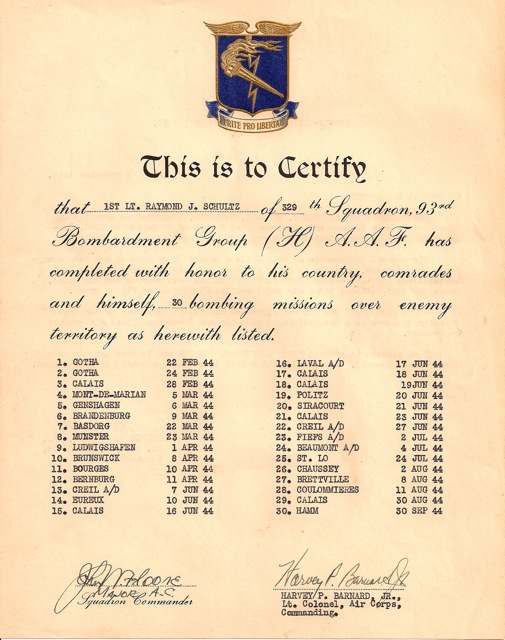 This is to Certify
that 1ST LT. RAYMOND J. SCHULTZ of 329 th Squadron, 93rd
Bombardment Group (H) A.A.F. has
completed with honor to his country, comrades
and himself, 30 bombing missions over enemy
territory as herewith listed.
1. GOTHA 22 FEB 44
2. GOTHA 24 FEB 44
3. CALAIS 28 FEB 44
4. MONT-DE-MARIAN 5 MAR 44
5. GENSHAGEN 6 MAR 44
6. BRANDENBURG 9 MAR 44
7. BASDORG 22 MAR 44
8. MUNSTER 23 MAR 44
9. LUDWIGSHAFEN 1 APR 44
10. BRUNSWICK 8 APR 44
11. BOURGES 10 APR 44
12. BERNBURG 11 APR 44
13. CREIL A/D 7 JUN 44
14. EUREUX 10 JUN 44
15. CALAIS 16 JUN 44
16. LAVAL A/D 17 JUN 44
17. CALAIS 18 JUN 44
18. CALAIS 19JUN 44
19. POLITZ 20 JUN 44
20. SIRACOURT 21 JUN 44
21. CALAIS 23 JUN 44
22. CREIL A/D 27 JUN 44
23. FIEFS A/D 2 JUL 44
24. BEAUMONT A/D 4 JUL 44
25. ST. LO 24 JUL 44
26. CHAUSSEY 2 AUG 44
27. BRETTVILLE 8 AUG 44
28. COULOMMIERES 11 AUG 44
29. CALAIS 30 AUG 44
30. HAMM 30 SEP 44
MAJOR A.C.
Squadron Commander
Harvey P. Barnard Jr
HARVEY P. BARNARD, JR.,
Lt. Colonel, Air Corps,
Commanding.